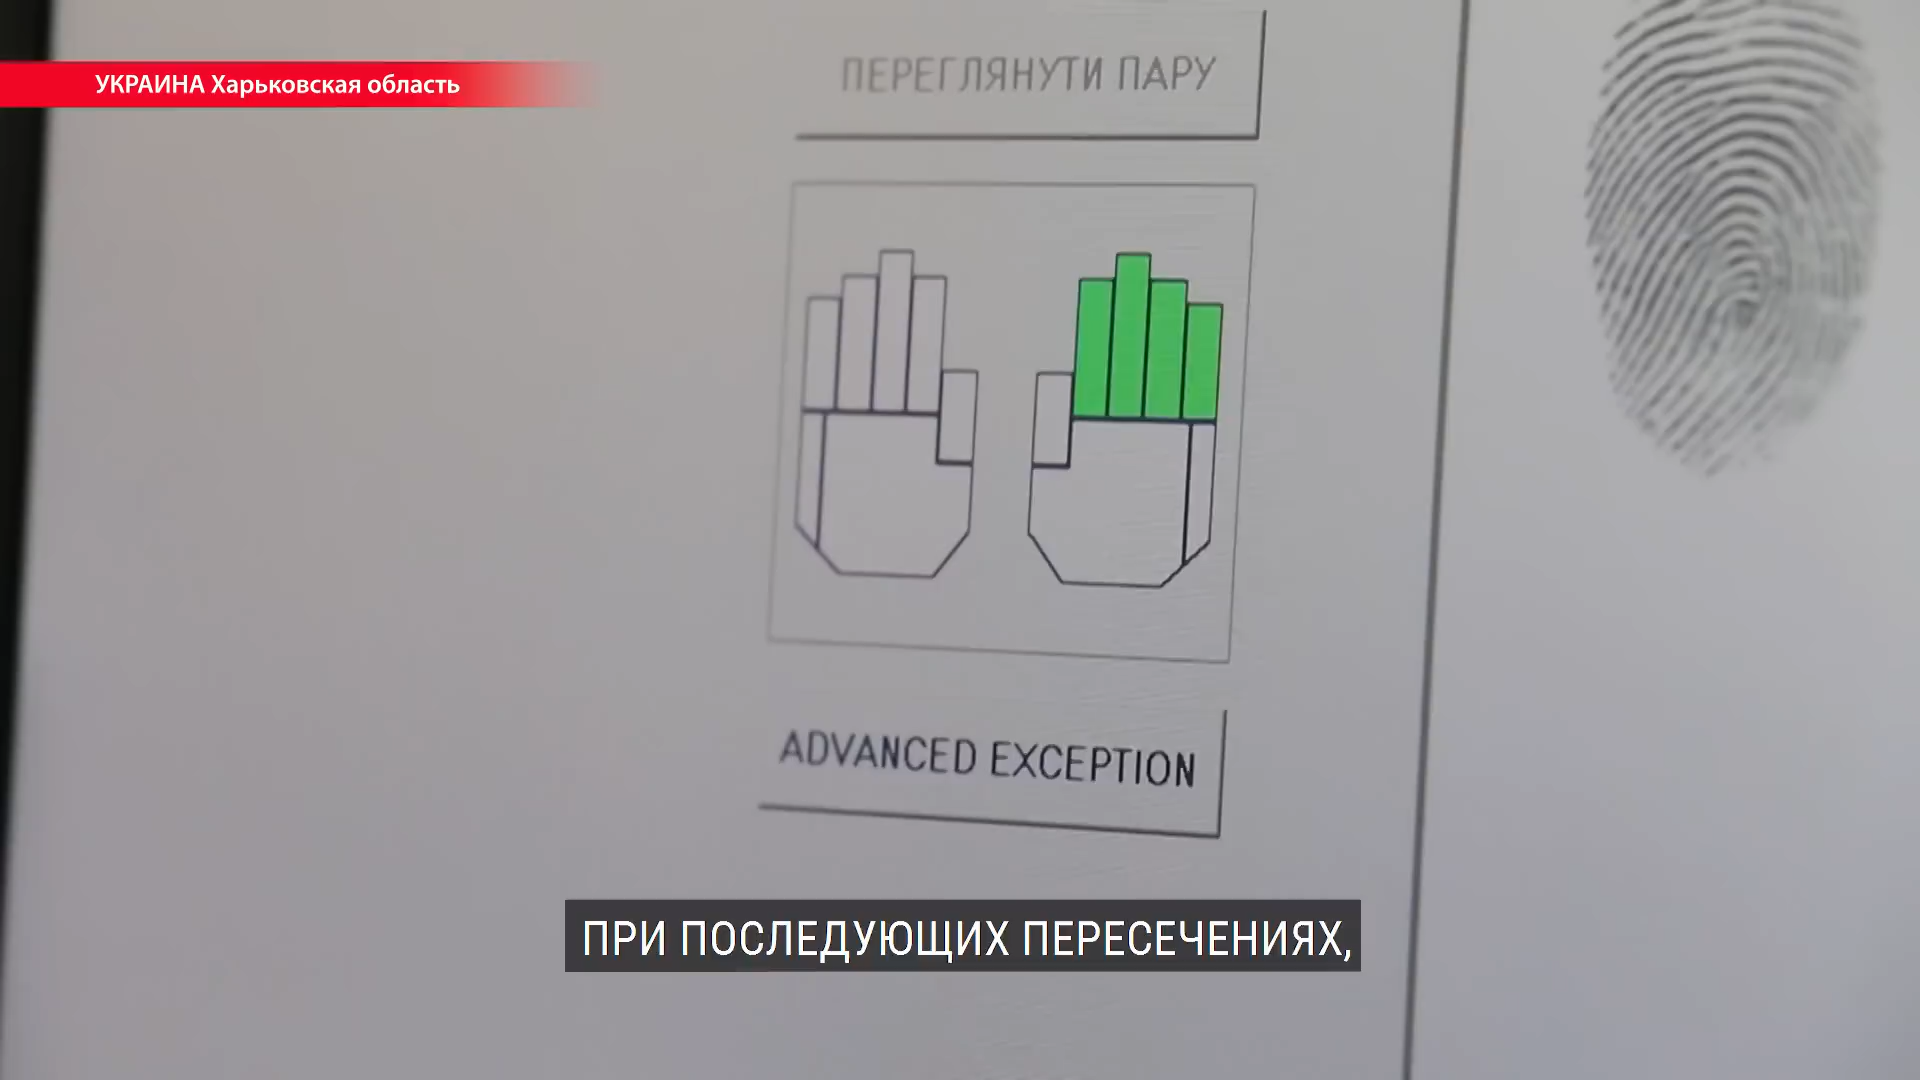 УКРАИНА Харьковская область
ПЕРЕГЛЯНУТИ ПАРУ
ADVANCED EXCEPTION
ПРИ ПОСЛЕДУЮЩИХ ПЕРЕСЕЧЕНИЯХ,